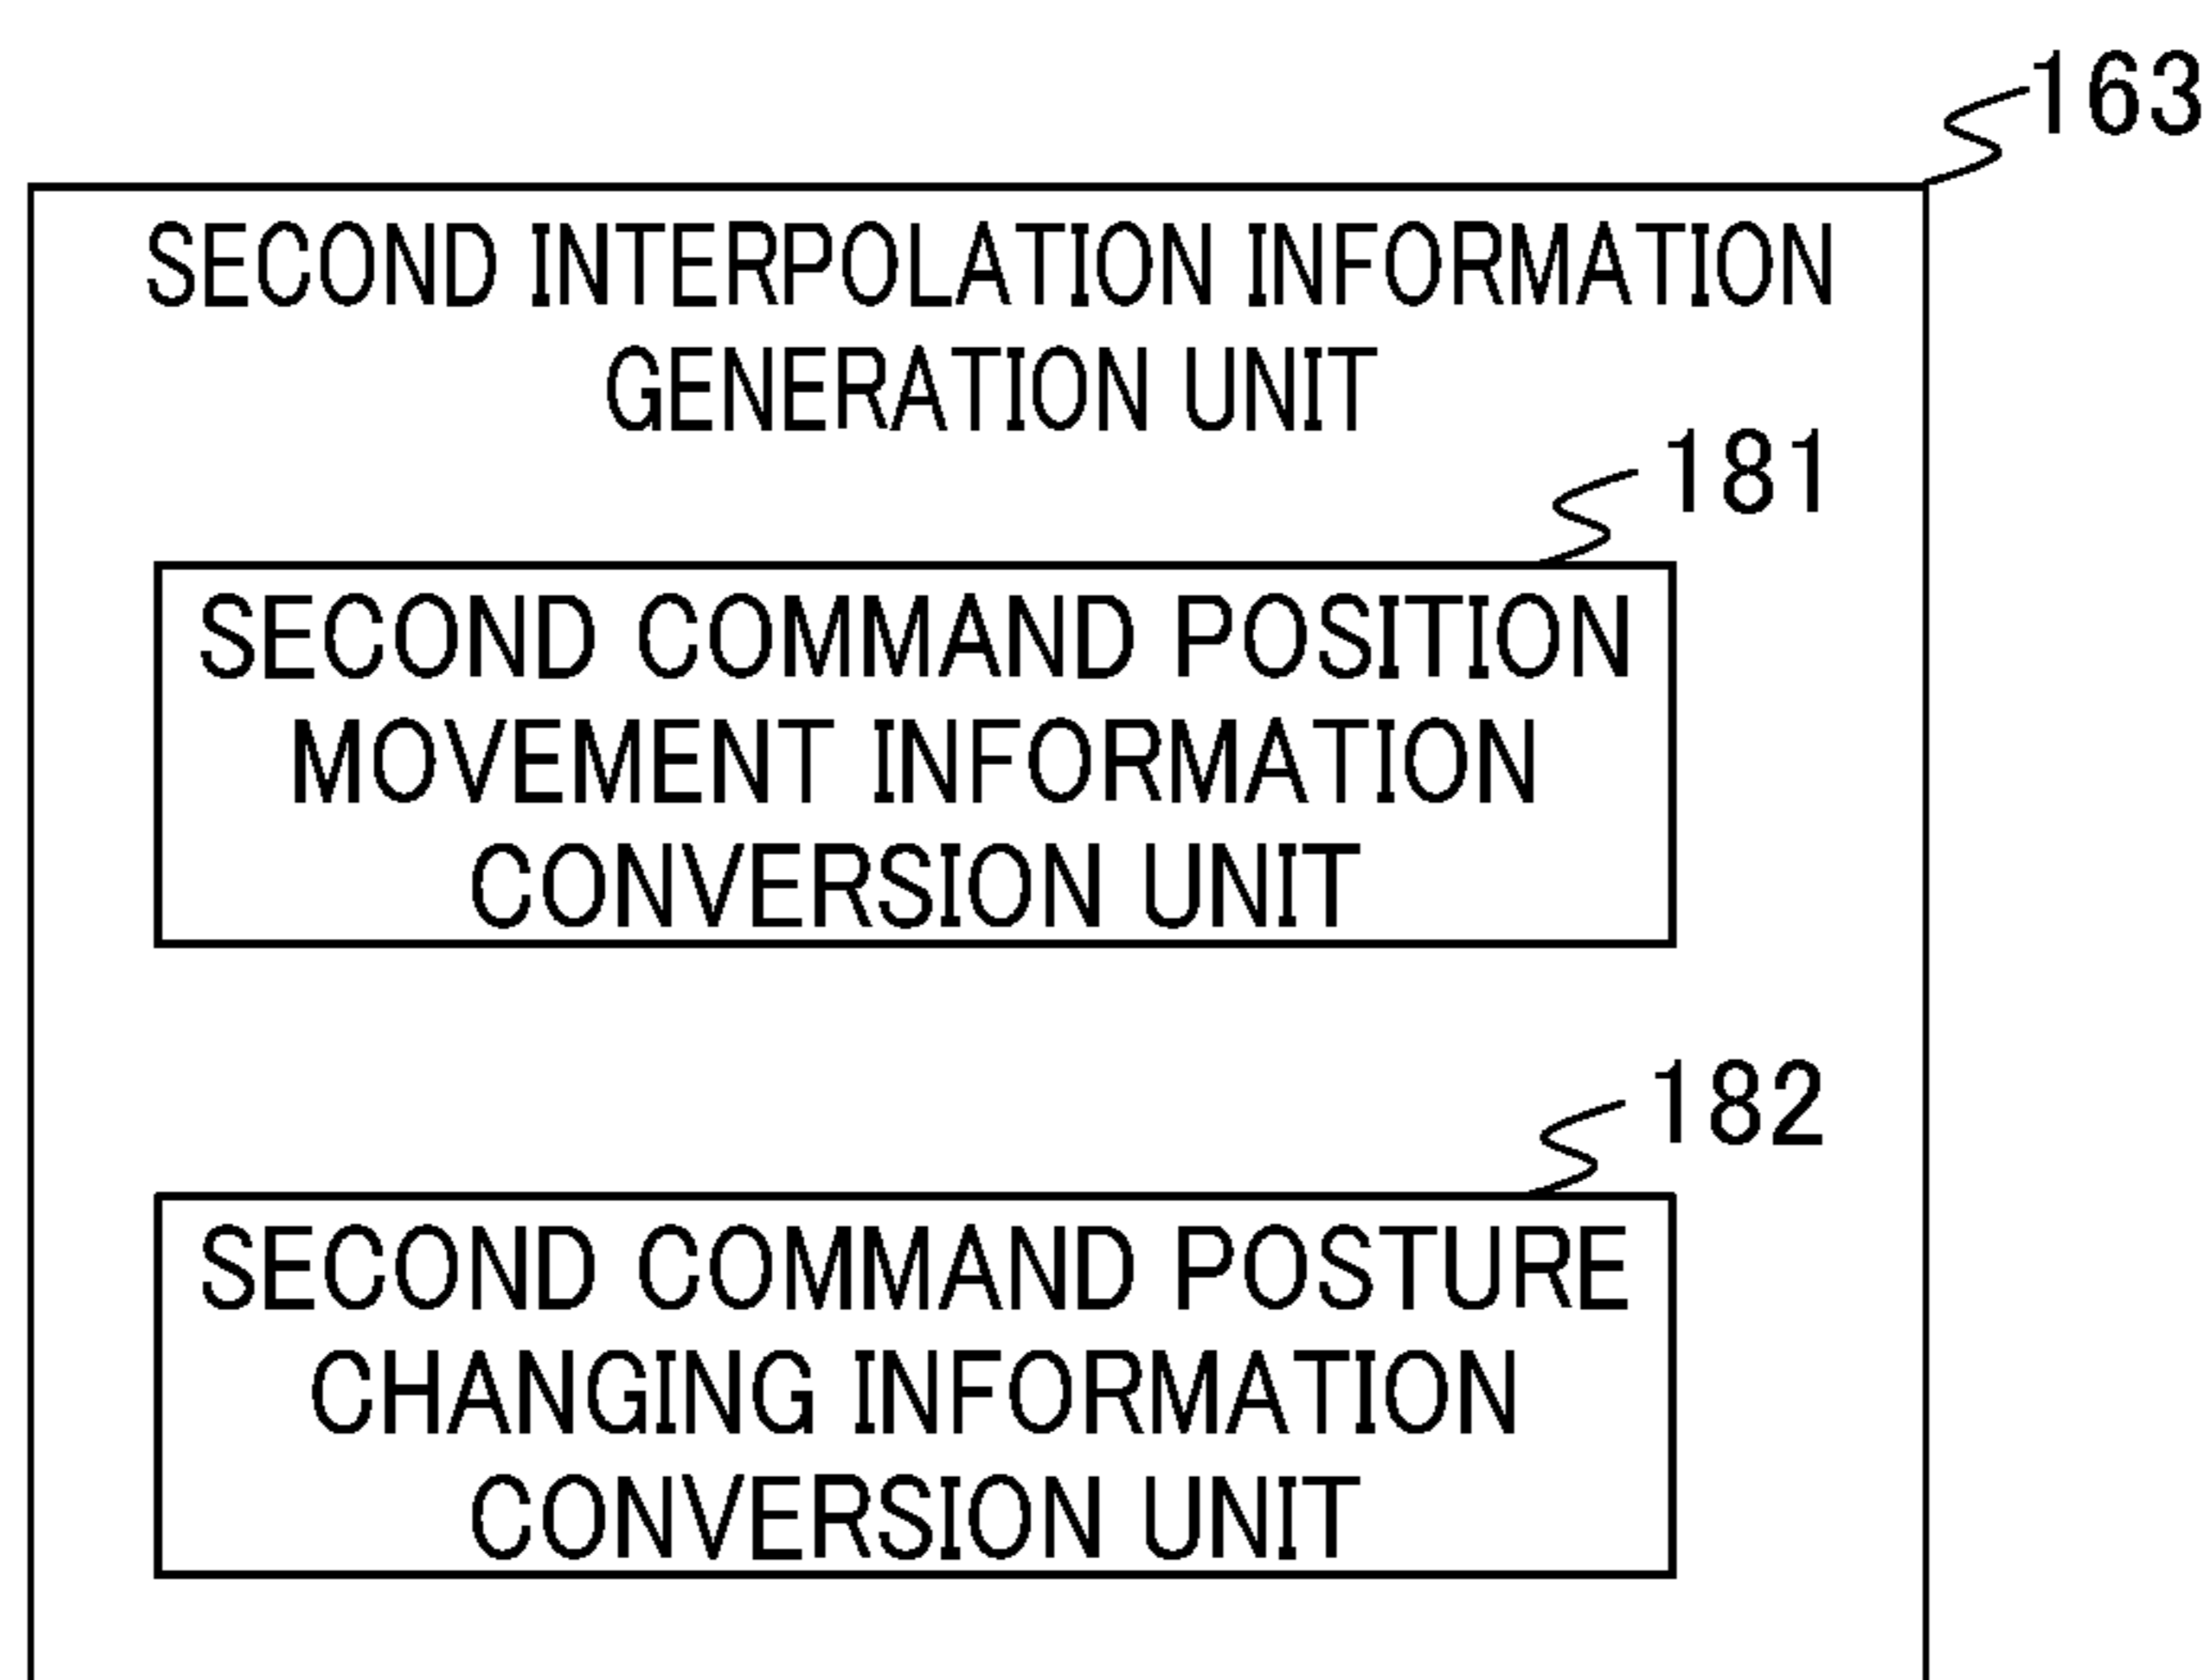 163
SECOND INTERPOLATION INFORMATION
GENERATION UNIT
181
SECOND COMMAND POSITION
MOVEMENT INFORMATION
CONVERSION UNIT
182
SECOND COMMAND POSTURE
CHANGING INFORMATION
CONVERSION UNIT